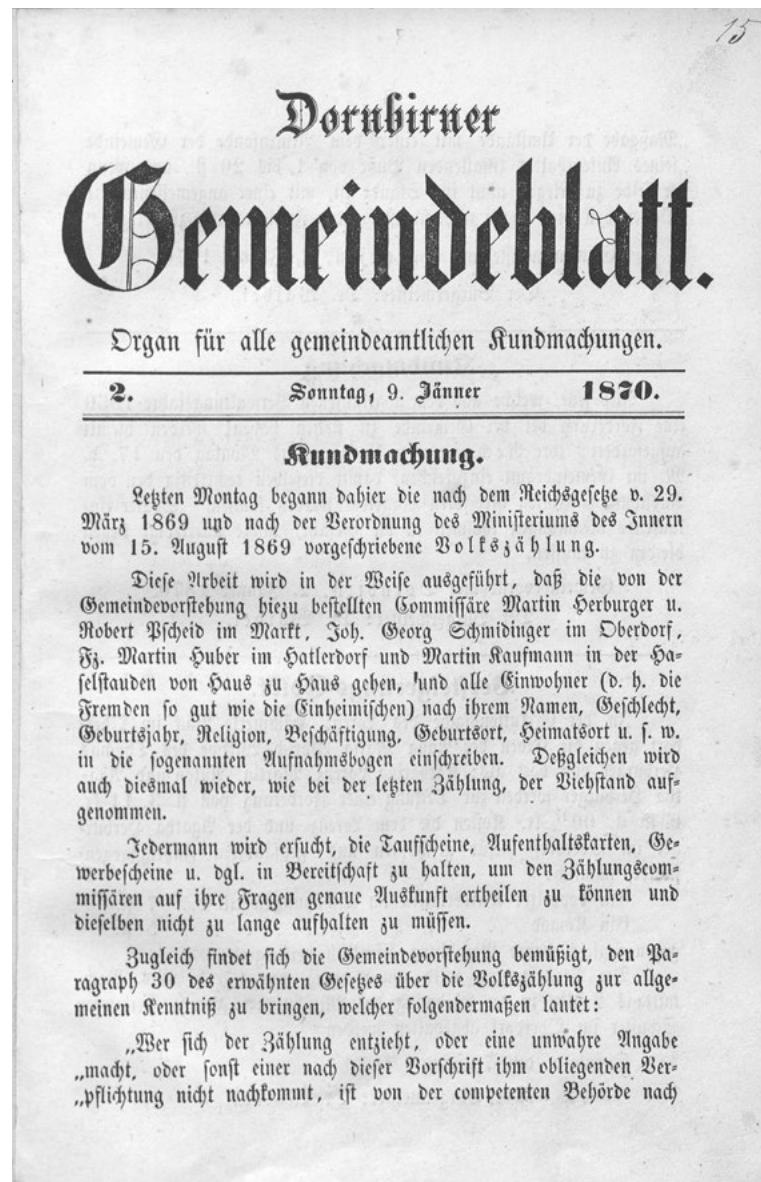 15
Dornbirner
Gemeindeblatt.
Organ für alle gemeindeamtlichen Kundmachungen.
2. Sonntag, 9. Jänner 1870.
Kundmachung.
Letzten Montag begann dahier die nach dem Reichsgesetze v. 29.
März 1869 und nach der Verordnung des Ministeriums des Innern
vom 15. August 1869 vorgeschriebene Volkszählung.
Diese Arbeit wird in der Weise ausgeführt, daß die von der
Gemeindevorstehung hiezu bestellten Commissäre Martin Herburger u.
Robert Pscheid im Markt, Joh. Georg Schmidinger im Oberdorf,
Fz. Martin Huber im Hatlerdorf und Martin Kaufmann in der Ha-
selstauden von Haus zu Haus gehen, und alle Einwohner (d. h. die
Fremden so gut wie die Einheimischen) nach ihrem Namen, Geschlecht,
Geburtsjahr, Religion, Beschäftigung, Geburtsort, Heimatsort u. s. w.
in die sogenannten Aufnahmsbogen einschreiben. Deßgleichen wird
auch diesmal wieder, wie bei der letzten Zählung, der Viehstand auf-
genommen.
Jedermann wird ersucht, die Taufscheine, Aufenthaltskarten, Ge-
werbescheine u. dgl. in Bereitschaft zu halten, um den Zählungscom-
missären auf ihre Fragen genaue Auskunft ertheilen zu können und
dieselben nicht zu lange aufhalten zu müssen.
Zugleich findet sich die Gemeindevorstehung bemüßigt, den Pa-
ragraph 30 des erwähnten Gesetzes über die Volkszählung zur allge-
meinen Kenntniß zu bringen, welcher folgendermaßen lautet:
„Wer sich der Zählung entzieht, oder eine unwahre Angabe
„macht, oder sonst einer nach dieser Vorschrift ihm obliegenden Ver-
„pflichtung nicht nachkommt, ist von der competenten Behörde nach